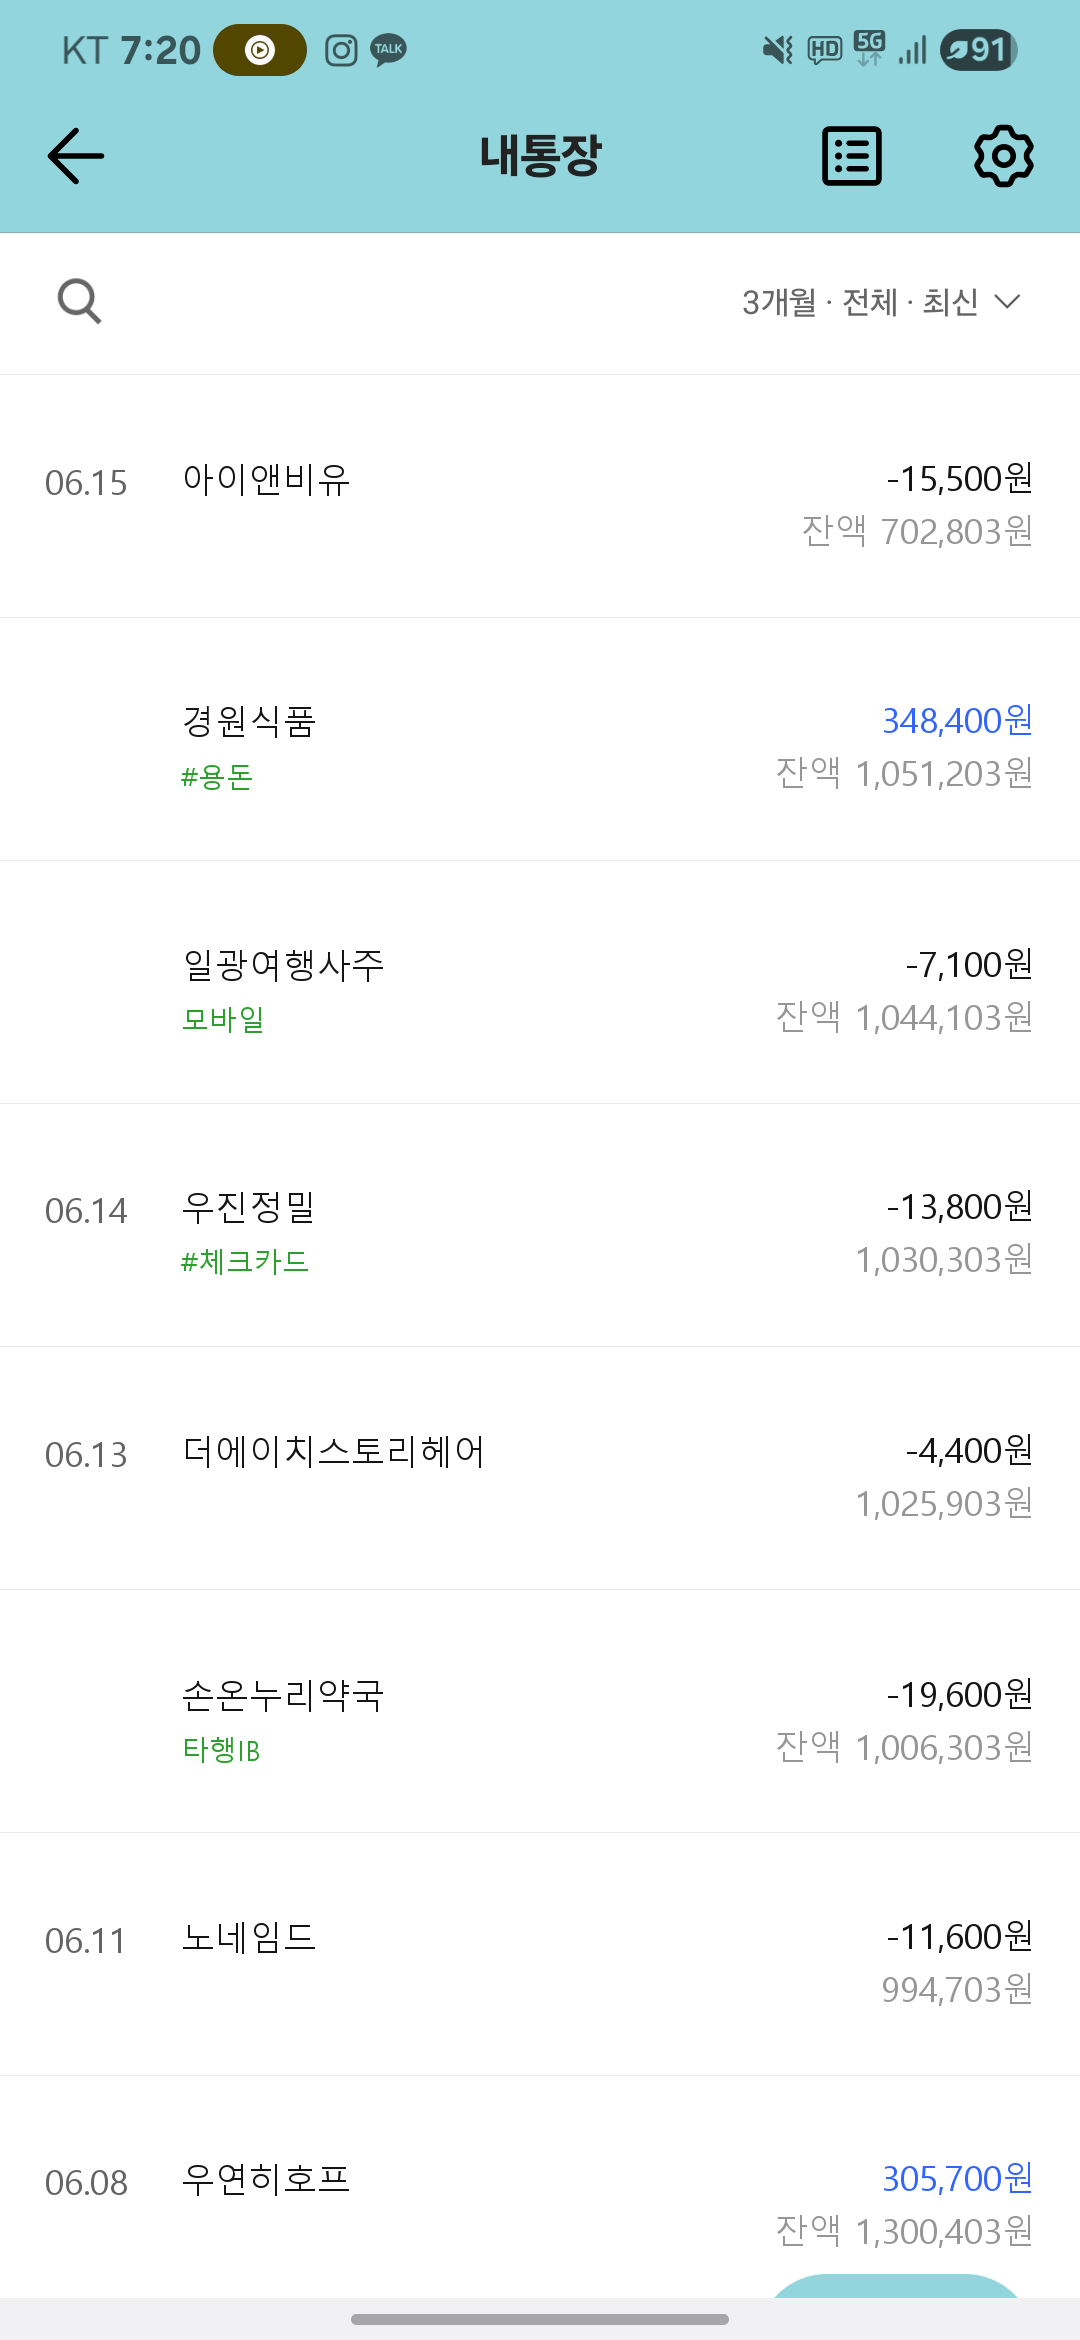 KT 7:20 TALK HD 5G 91
내통장
3개월 · 전체 · 최신
06.15 아이앤비유 -15,500원
잔액 702,803원
경원식품 348,400원
#용돈 잔액 1,051,203원
일광여행사주 -7,100원
모바일 잔액 1,044,103원
06.14 우진정밀 -13,800원
#체크카드 1,030,303원
06.13 더에이치스토리헤어 -4,400원
1,025,903원
손온누리약국 -19,600원
타행IB 잔액 1,006,303원
06.11 노네임드 -11,600원
994,703원
06.08 우연히호프 305,700원
잔액 1,300,403원